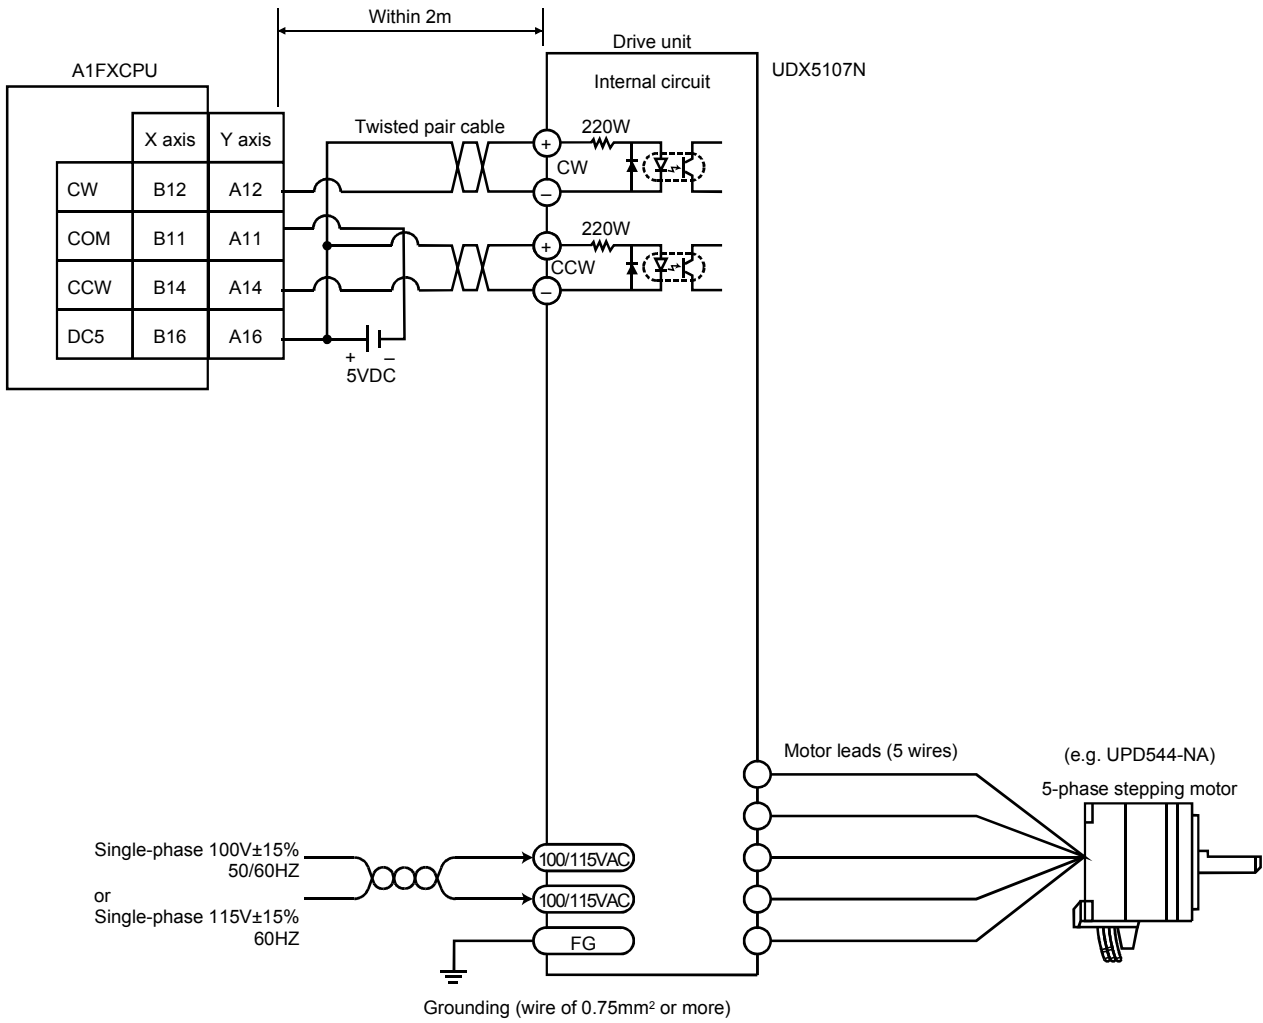 Within 2m
Drive unit
A1FXCPU
UDX5107N
Internal circuit
X axis Y axis
Twisted pair cable
220W
+
CW
–
CW B12 A12
COM B11 A11
CCW B14 A14
DC5 B16 A16
220W
+
CCW
–
+ –
5VDC
Motor leads (5 wires)
(e.g. UPD544-NA)
5-phase stepping motor
Single-phase 100V±15%
50/60HZ
or
Single-phase 115V±15%
60HZ
100/115VAC
100/115VAC
FG
Grounding (wire of 0.75mm² or more)